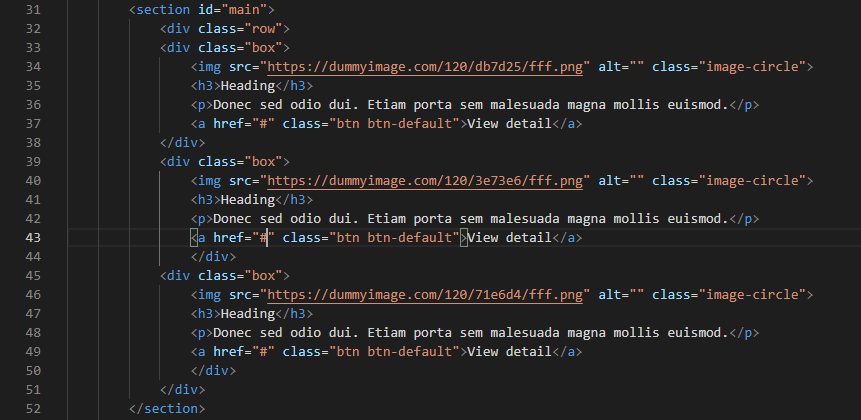 31 <section id="main">
32 <div class="row">
33 <div class="box">
34 <img src="https://dummyimage.com/120/db7d25/fff.png" alt="" class="image-circle">
35 <h3>Heading</h3>
36 <p>Donec sed odio dui. Etiam porta sem malesuada magna mollis euismod.</p>
37 <a href="#" class="btn btn-default">View detail</a>
38 </div>
39 <div class="box">
40 <img src="https://dummyimage.com/120/3e73e6/fff.png" alt="" class="image-circle">
41 <h3>Heading</h3>
42 <p>Donec sed odio dui. Etiam porta sem malesuada magna mollis euismod.</p>
43 <a href="#" class="btn btn-default">View detail</a>
44 </div>
45 <div class="box">
46 <img src="https://dummyimage.com/120/71e6d4/fff.png" alt="" class="image-circle">
47 <h3>Heading</h3>
48 <p>Donec sed odio dui. Etiam porta sem malesuada magna mollis euismod.</p>
49 <a href="#" class="btn btn-default">View detail</a>
50 </div>
51 </div>
52 </section>